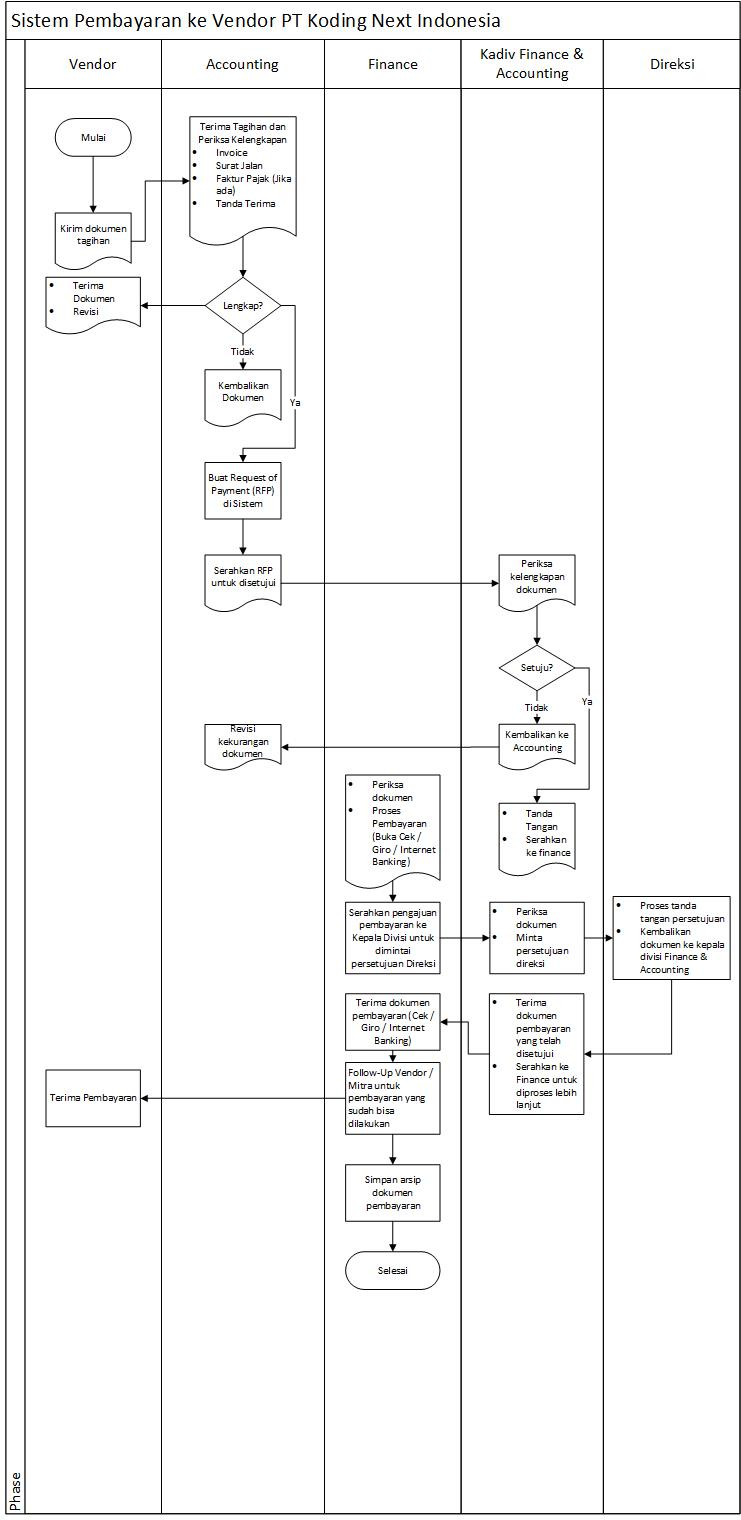 Sistem Pembayaran ke Vendor PT Koding Next Indonesia
Vendor
Accounting
Finance
Kadiv Finance &
Accounting
Direksi
Mulai
Kirim dokumen
tagihan
Terima Tagihan dan
Periksa Kelengkapan
• Invoice
• Surat Jalan
• Faktur Pajak (Jika
ada)
• Tanda Terima
• Terima
Dokumen
• Revisi
Lengkap?
Tidak
Ya
Kembalikan
Dokumen
Buat Request of
Payment (RFP)
di Sistem
Serahkan RFP
untuk disetujui
Periksa
kelengkapan
dokumen
Setuju?
Tidak
Ya
Kembalikan ke
Accounting
Revisi
kekurangan
dokumen
• Tanda
Tangan
• Serahkan
ke finance
• Periksa
dokumen
• Proses
Pembayaran
(Buka Cek /
Giro / Internet
Banking)
Serahkan pengajuan
pembayaran ke
Kepala Divisi untuk
dimintai
persetujuan Direksi
• Periksa
dokumen
• Minta
persetujuan
direksi
• Proses tanda
tangan persetujuan
• Kembalikan
dokumen ke kepala
divisi Finance &
Accounting
• Terima
dokumen
pembayaran
yang telah
disetujui
• Serahkan ke
Finance untuk
diproses lebih
lanjut
Terima dokumen
pembayaran (Cek /
Giro / Internet
Banking)
Follow-Up Vendor /
Mitra untuk
pembayaran yang
sudah bisa
dilakukan
Terima Pembayaran
Simpan arsip
dokumen
pembayaran
Selesai
Phase